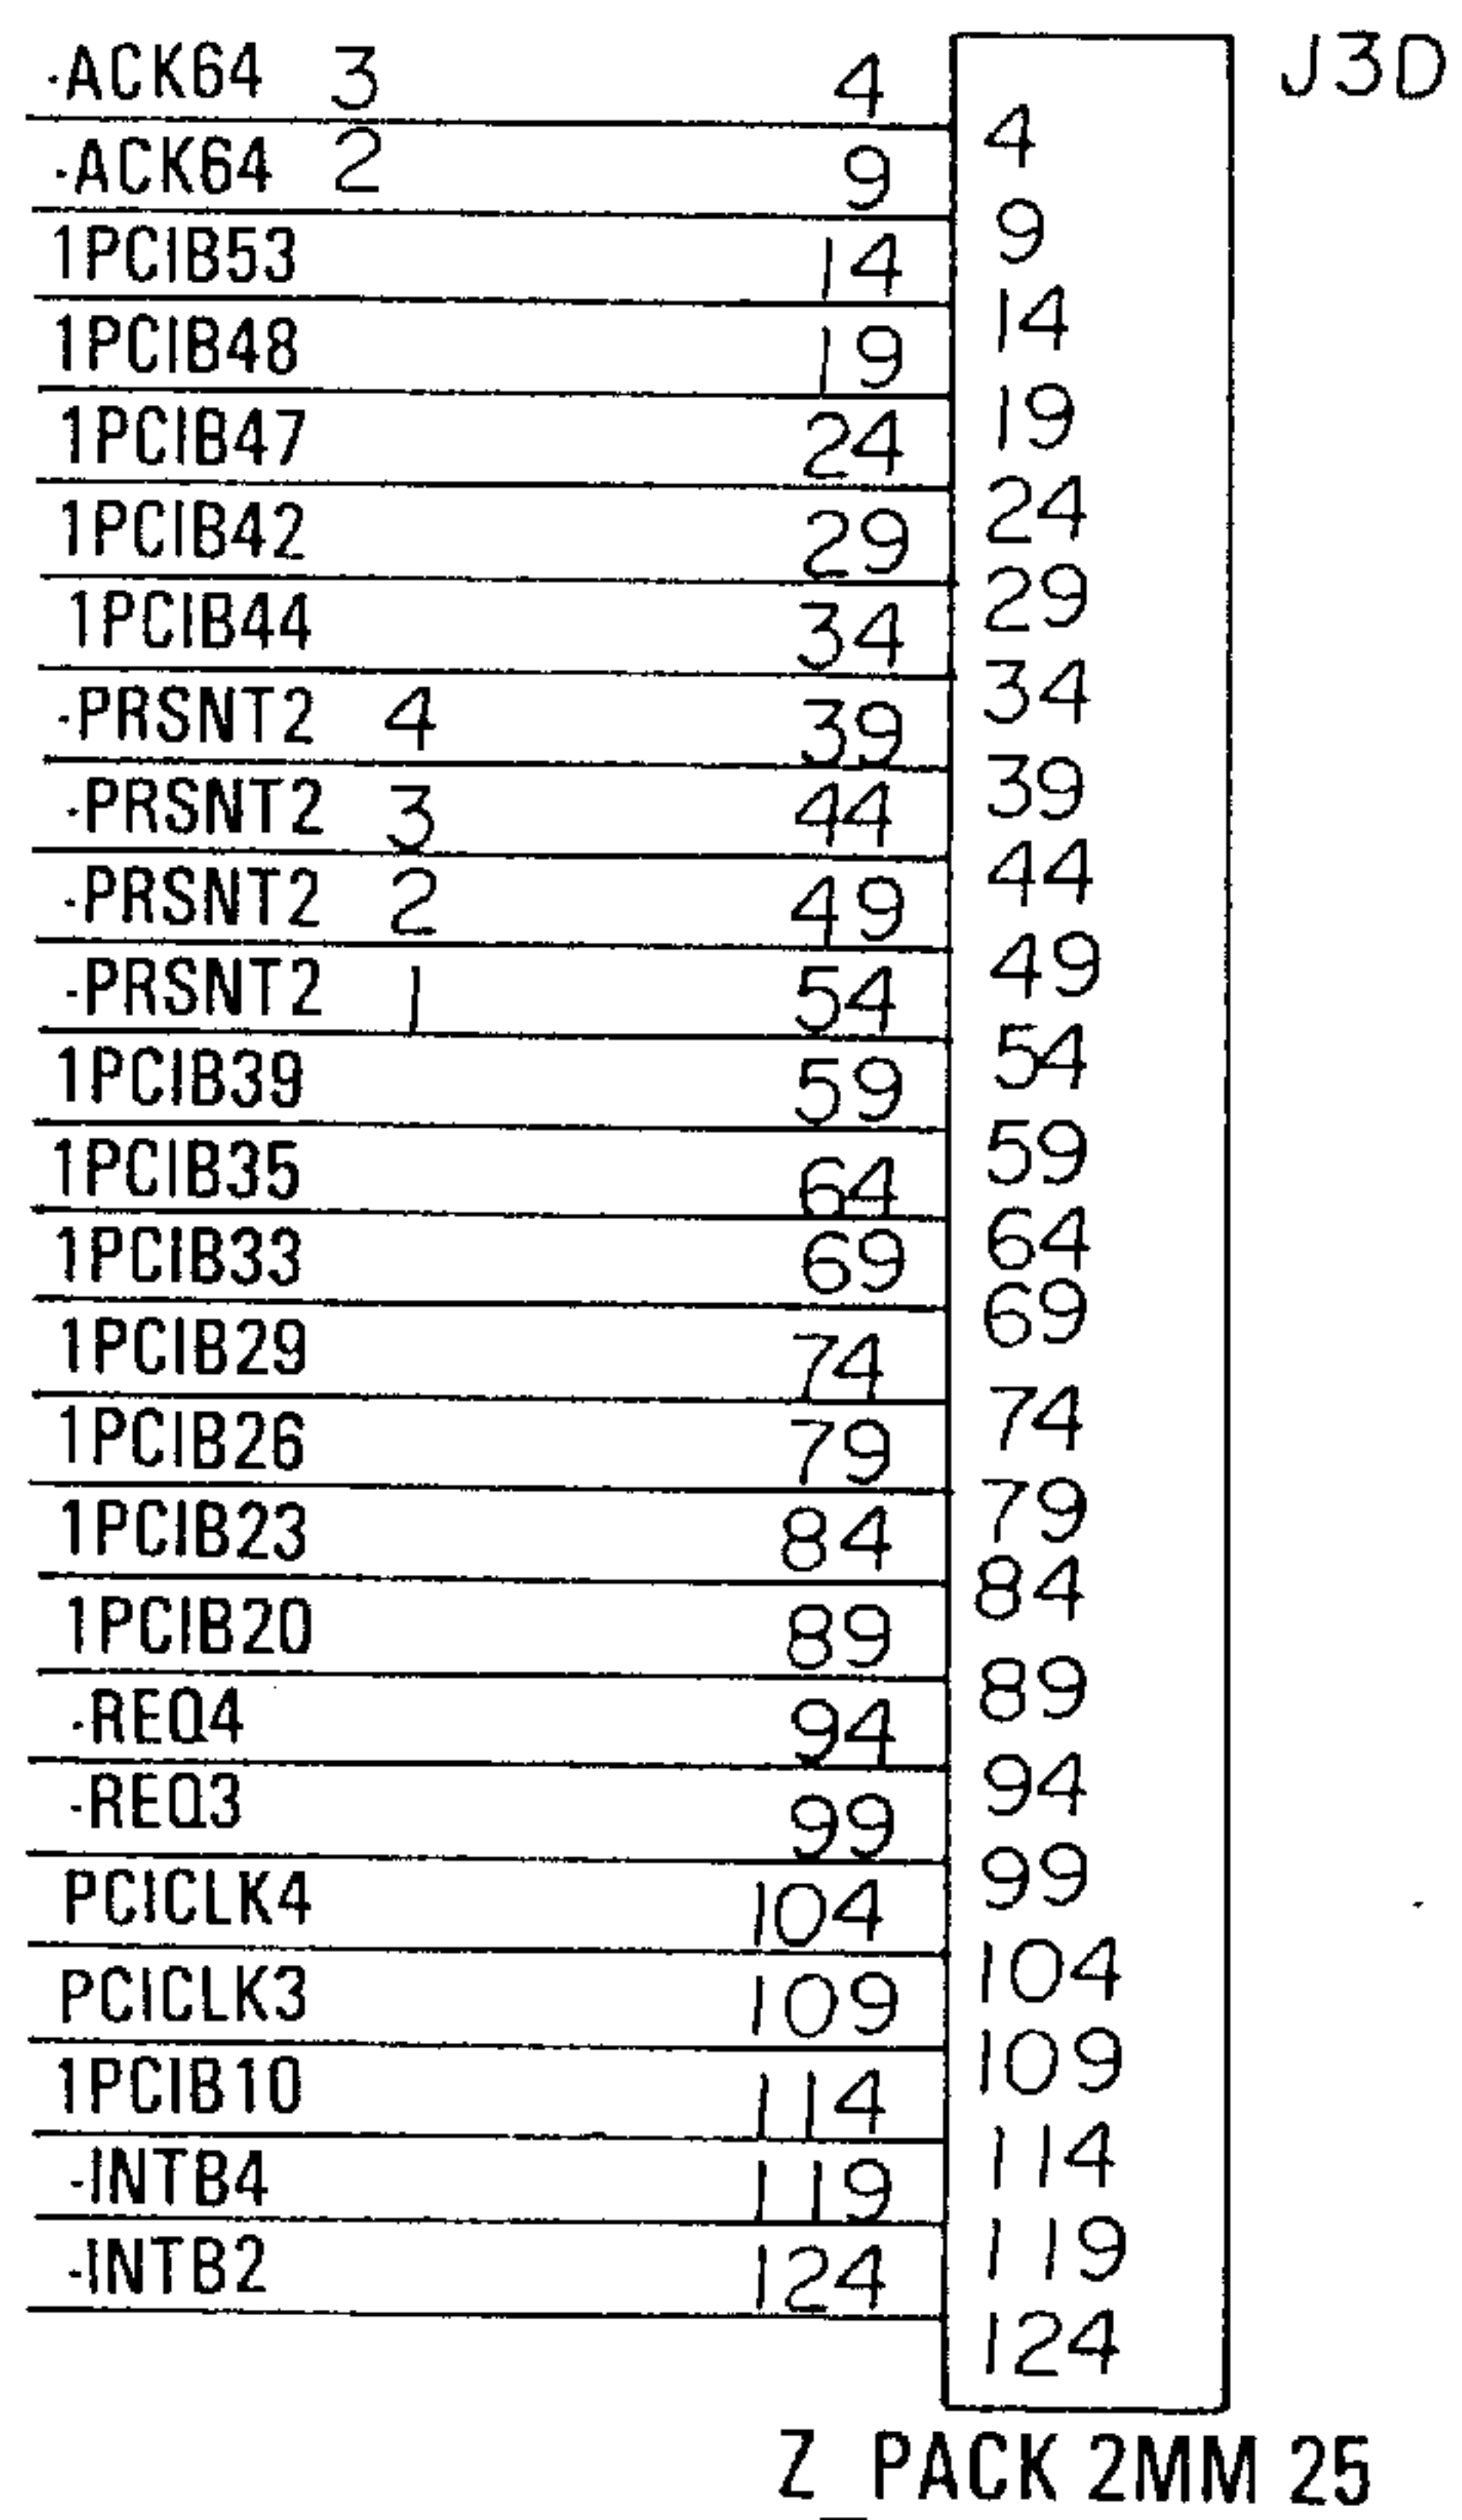 J3D
-ACK64 3 4 4
-ACK64 2 9 9
1PCIB53 14 14
1PCIB48 19 19
1PCIB47 24 24
1PCIB42 29 29
1PCIB44 34 34
-PRSNT2 4 39 39
-PRSNT2 3 44 44
-PRSNT2 2 49 49
-PRSNT2 1 54 54
1PCIB39 59 59
1PCIB35 64 64
1PCIB33 69 69
1PCIB29 74 74
1PCIB26 79 79
1PCIB23 84 84
1PCIB20 89 89
-REQ4 94 94
-REQ3 99 99
PCICLK4 104 104
PCICLK3 109 109
1PCIB10 114 114
-INTB4 119 119
-INTB2 124 124
Z_PACK 2MM 25